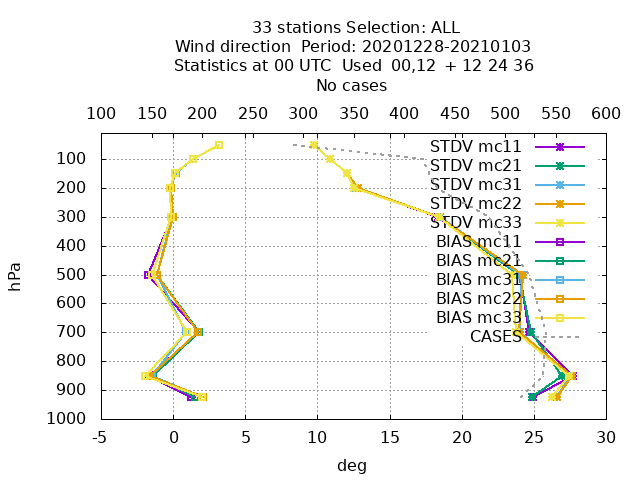 33 stations Selection: ALL
Wind direction  Period: 20201228-20210103
Statistics at 00 UTC  Used  00,12  + 12 24 36
No cases
100 150 200 250 300 350 400 450 500 550 600
STDV mc11
100
STDV mc21
STDV mc31
200
STDV mc22
300
STDV mc33
400
BIAS mc11
BIAS mc21
500
BIAS mc31
600
BIAS mc22
BIAS mc33
700
CASES
800
900
1000
hPa
-5 0 5 10 15 20 25 30
deg